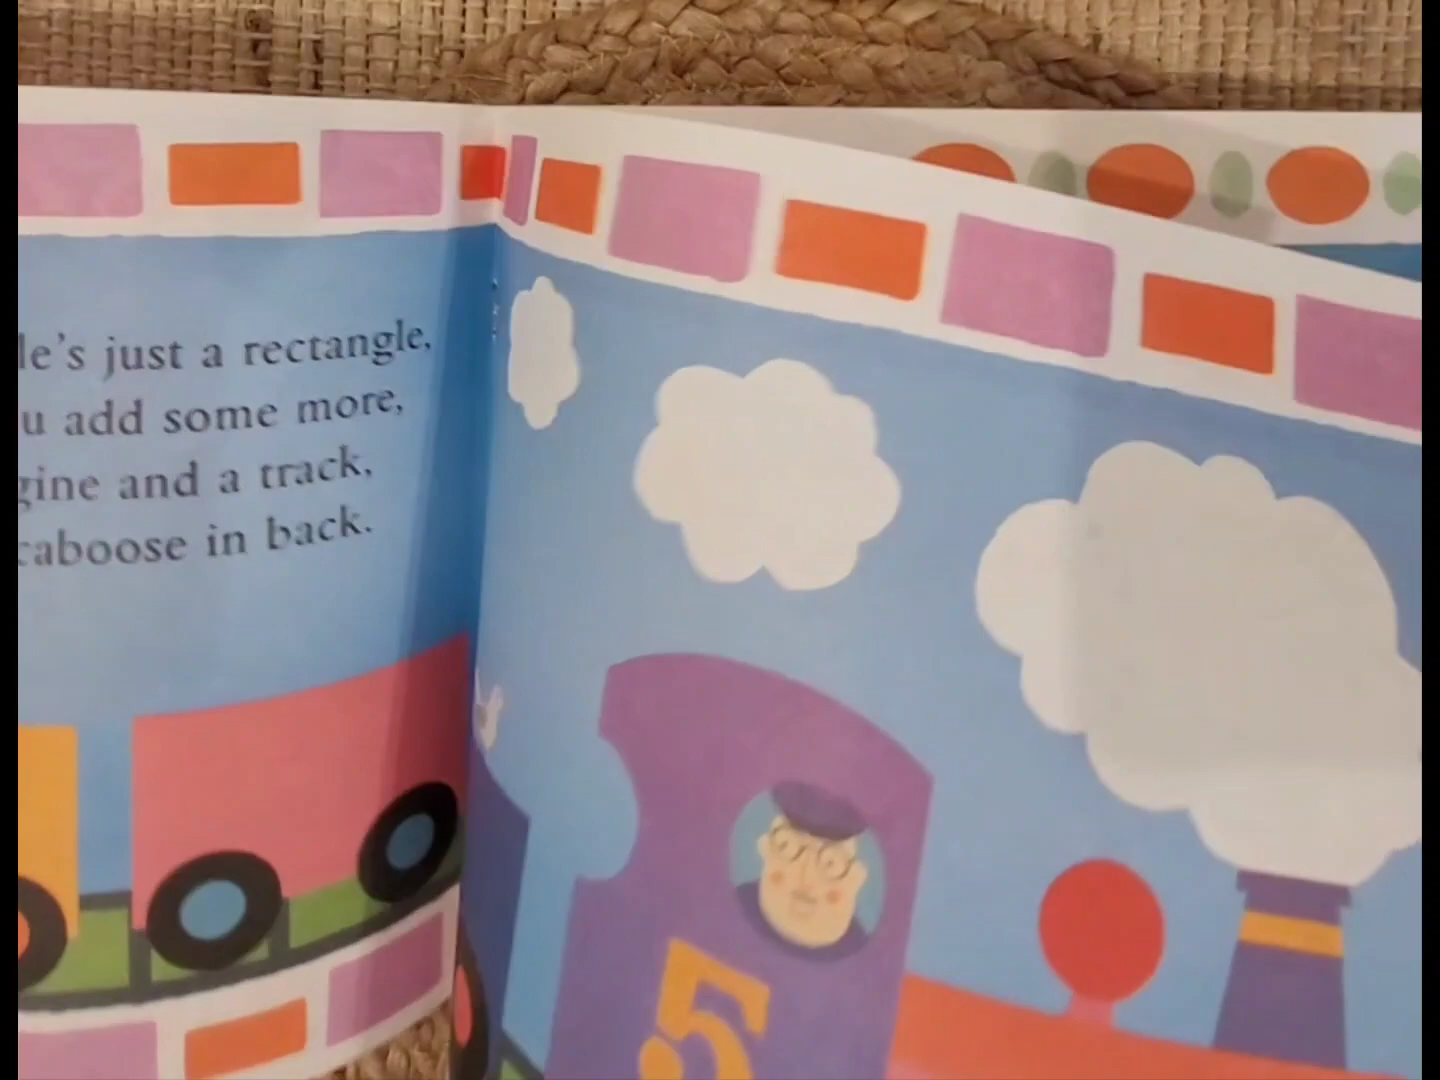 le's just a rectangle,
u add some more,
gine and a track,
caboose in back.
5